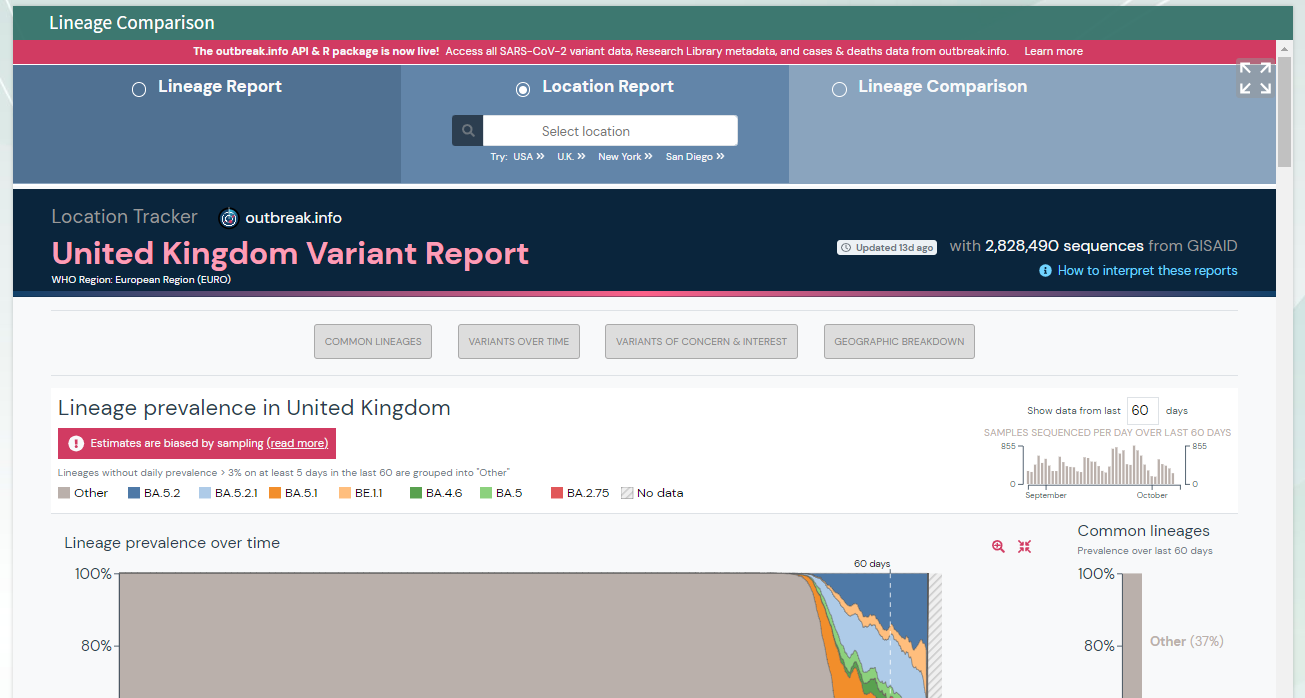 Lineage Comparison
The outbreak.info API & R package is now live! Access all SARS-CoV-2 variant data, Research Library metadata, and cases & deaths data from outbreak.info. Learn more
Lineage Report
Location Report
Lineage Comparison
Select location
Try: USA » U.K. » New York » San Diego »
Location Tracker outbreak.info
United Kingdom Variant Report
WHO Region: European Region (EURO)
Updated 13d ago with 2,828,490 sequences from GISAID
How to interpret these reports
COMMON LINEAGES
VARIANTS OVER TIME
VARIANTS OF CONCERN & INTEREST
GEOGRAPHIC BREAKDOWN
Lineage prevalence in United Kingdom
Estimates are biased by sampling (read more)
Lineages without daily prevalence > 3% on at least 5 days in the last 60 are grouped into "Other"
Other BA.5.2 BA.5.2.1 BA.5.1 BE.1.1 BA.4.6 BA.5 BA.2.75 No data
Show data from last 60 days
SAMPLES SEQUENCED PER DAY OVER LAST 60 DAYS
855 855
0 0
September October
Lineage prevalence over time
60 days
100%
80%
Common lineages
Prevalence over last 60 days
100%
80%
Other (37%)